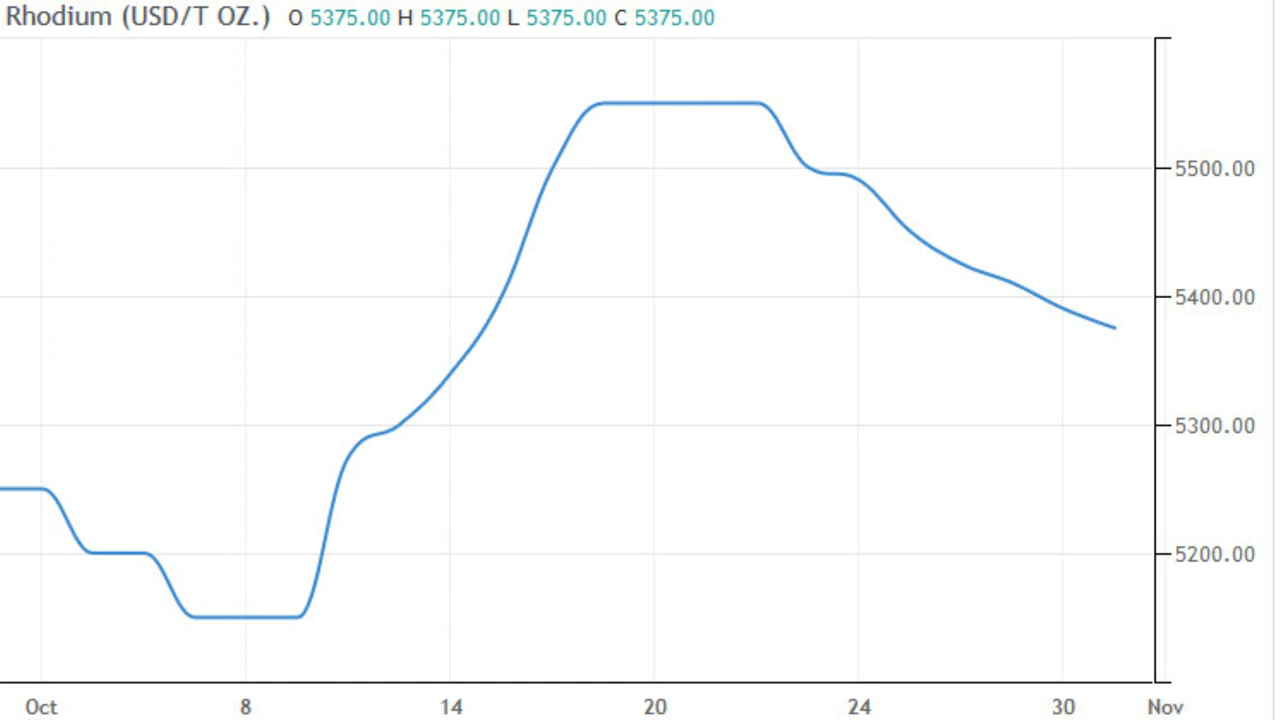 Rhodium (USD/T OZ.) O 5375.00 H 5375.00 L 5375.00 C 5375.00
5500.00
5400.00
5300.00
5200.00
Oct 8 14 20 24 30 Nov